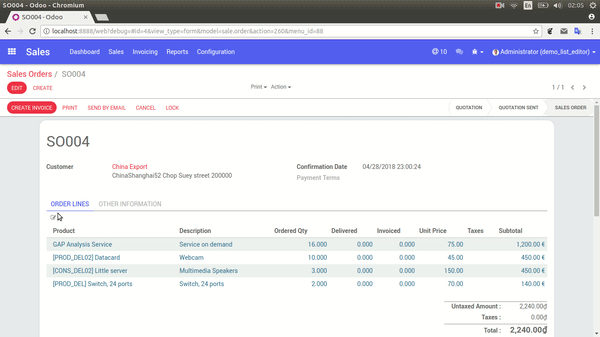 SO004 - Odoo - Chromium
En
02:05
SO004 - Odoo
localhost:8888/web?debug=#id=4&view_type=form&model=sale.order&action=260&menu_id=88
Sales Dashboard Sales Invoicing Reports Configuration @ 10 Administrator (demo_list_editor)
Sales Orders / SO004
EDIT CREATE Print Action 1 / 1
CREATE INVOICE PRINT SEND BY EMAIL CANCEL LOCK QUOTATION QUOTATION SENT SALES ORDER
SO004
Customer China Export Confirmation Date 04/28/2018 23:00:24
ChinaShanghai52 Chop Suey street 200000 Payment Terms
ORDER LINES OTHER INFORMATION
Product Description Ordered Qty Delivered Invoiced Unit Price Taxes Subtotal
GAP Analysis Service Service on demand 16.000 0.000 0.000 75.00 1,200.00 €
[PROD_DEL02] Datacard Webcam 10.000 0.000 0.000 45.00 450.00 €
[CONS_DEL02] Little server Multimedia Speakers 3.000 0.000 0.000 150.00 450.00 €
[PROD_DEL] Switch, 24 ports Switch, 24 ports 2.000 0.000 0.000 70.00 140.00 €
Untaxed Amount : 2,240.00₫
Taxes : 0.00₫
Total : 2,240.00₫